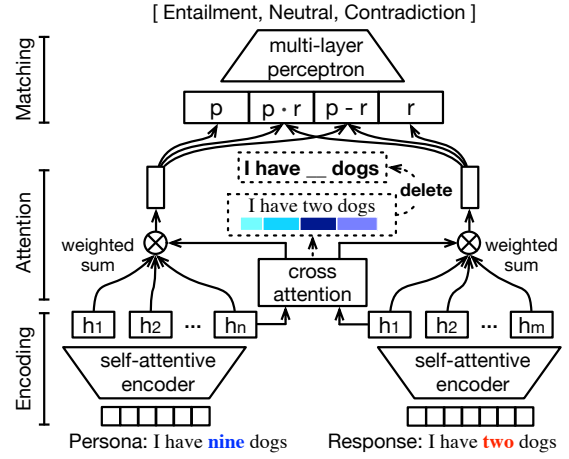 [ Entailment, Neutral, Contradiction ]
Matching
multi-layer
perceptron
p
p · r
p - r
r
Attention
I have __ dogs
delete
I have two dogs
weighted
sum
weighted
sum
cross
attention
Encoding
h1
h2
...
hn
h1
h2
...
hm
self-attentive
encoder
self-attentive
encoder
Persona: I have nine dogs
Response: I have two dogs